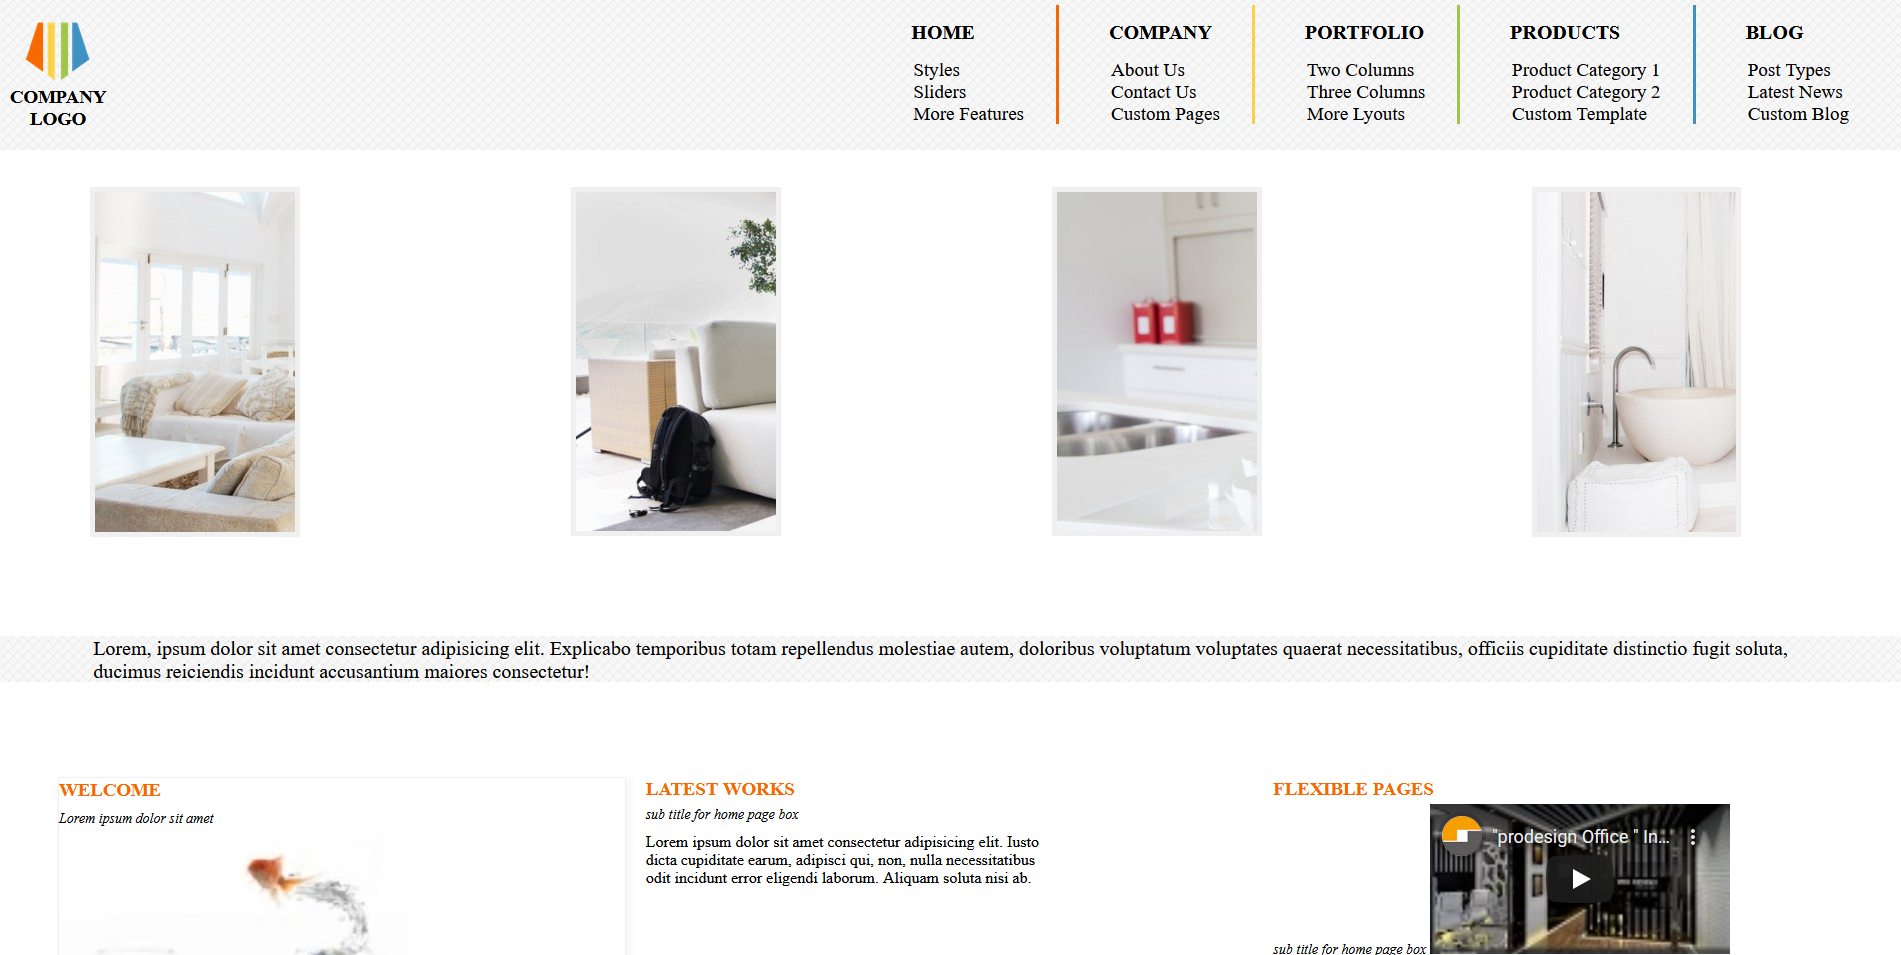 COMPANY
LOGO
HOME
Styles
Sliders
More Features
COMPANY
About Us
Contact Us
Custom Pages
PORTFOLIO
Two Columns
Three Columns
More Lyouts
PRODUCTS
Product Category 1
Product Category 2
Custom Template
BLOG
Post Types
Latest News
Custom Blog
Lorem, ipsum dolor sit amet consectetur adipisicing elit. Explicabo temporibus totam repellendus molestiae autem, doloribus voluptatum voluptates quaerat necessitatibus, officiis cupiditate distinctio fugit soluta,
ducimus reiciendis incidunt accusantium maiores consectetur!
WELCOME
Lorem ipsum dolor sit amet
LATEST WORKS
sub title for home page box
Lorem ipsum dolor sit amet consectetur adipisicing elit. Iusto
dicta cupiditate earum, adipisci qui, non, nulla necessitatibus
odit incidunt error eligendi laborum. Aliquam soluta nisi ab.
FLEXIBLE PAGES
"prodesign Office " In...
sub title for home page box